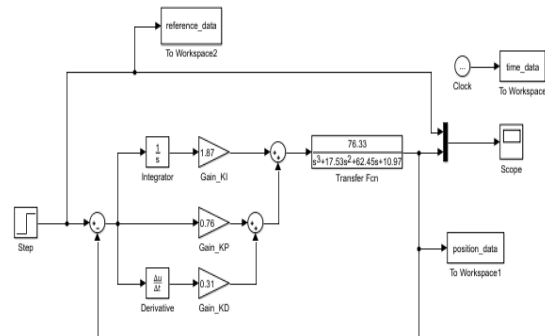 reference_data
To Workspace2
...
Clock
time_data
To Workspace
1
s
Integrator
1.87
Gain_KI
+
+
76.33
s³+17.53s²+62.45s+10.97
Transfer Fcn
Scope
Step
+
-
0.76
Gain_KP
+
+
position_data
To Workspace1
Δu
Δt
Derivative
0.31
Gain_KD